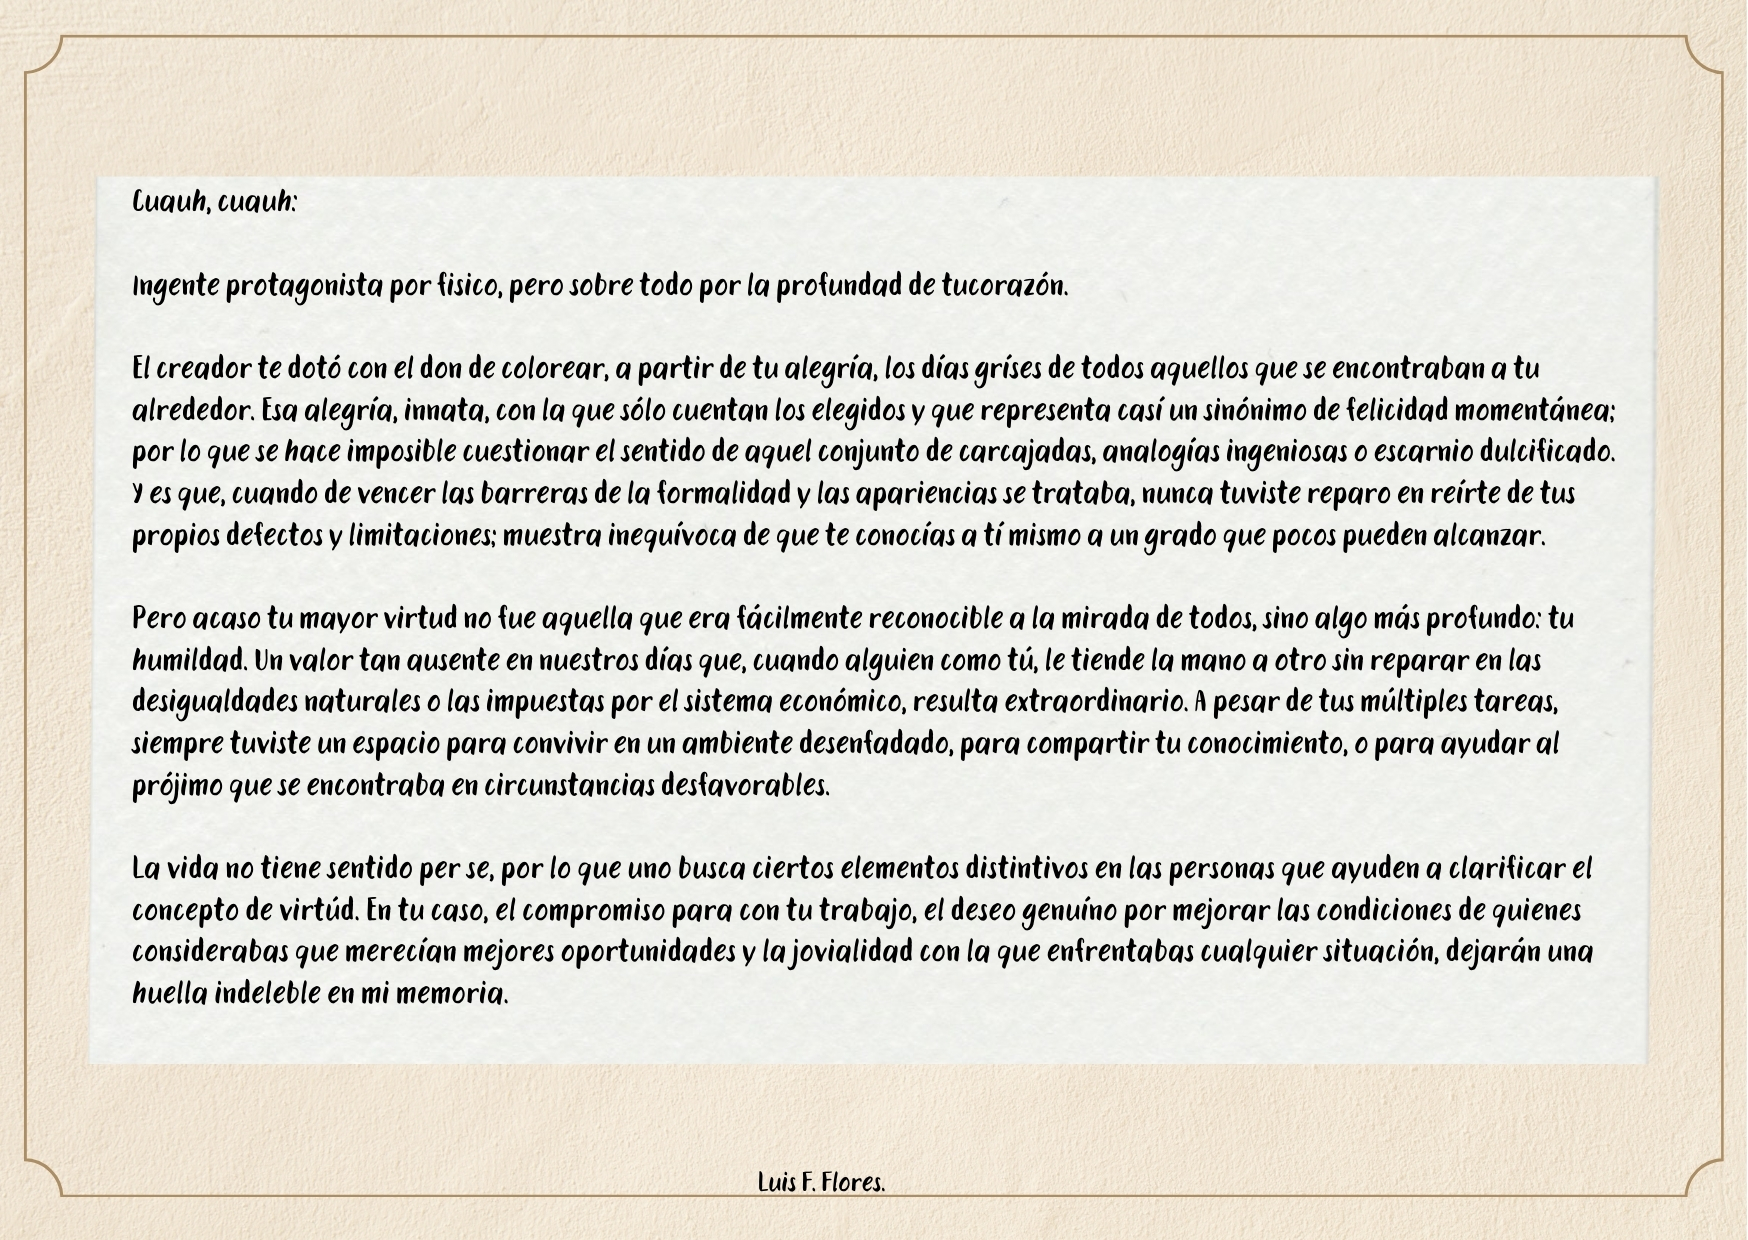 Cuauh, cuauh:
Ingente protagonista por fisico, pero sobre todo por la profundad de tucorazón.
El creador te dotó con el don de colorear, a partir de tu alegría, los días gríses de todos aquellos que se encontraban a tu
alrededor. Esa alegría, innata, con la que sólo cuentan los elegidos y que representa casí un sinónimo de felicidad momentánea;
por lo que se hace imposible cuestionar el sentido de aquel conjunto de carcajadas, analogías ingeniosas o escarnio dulcificado.
Y es que, cuando de vencer las barreras de la formalidad y las apariencias se trataba, nunca tuviste reparo en reírte de tus
propios defectos y limitaciones; muestra inequívoca de que te conocías a tí mismo a un grado que pocos pueden alcanzar.
Pero acaso tu mayor virtud no fue aquella que era fácilmente reconocible a la mirada de todos, sino algo más profundo: tu
humildad. Un valor tan ausente en nuestros días que, cuando alguien como tú, le tiende la mano a otro sin reparar en las
desigualdades naturales o las impuestas por el sistema económico, resulta extraordinario. A pesar de tus múltiples tareas,
siempre tuviste un espacio para convivir en un ambiente desenfadado, para compartir tu conocimiento, o para ayudar al
prójimo que se encontraba en circunstancias desfavorables.
La vida no tiene sentido per se, por lo que uno busca ciertos elementos distintivos en las personas que ayuden a clarificar el
concepto de virtúd. En tu caso, el compromiso para con tu trabajo, el deseo genuíno por mejorar las condiciones de quienes
considerabas que merecían mejores oportunidades y la jovialidad con la que enfrentabas cualquier situación, dejarán una
huella indeleble en mi memoria.
Luis F. Flores.